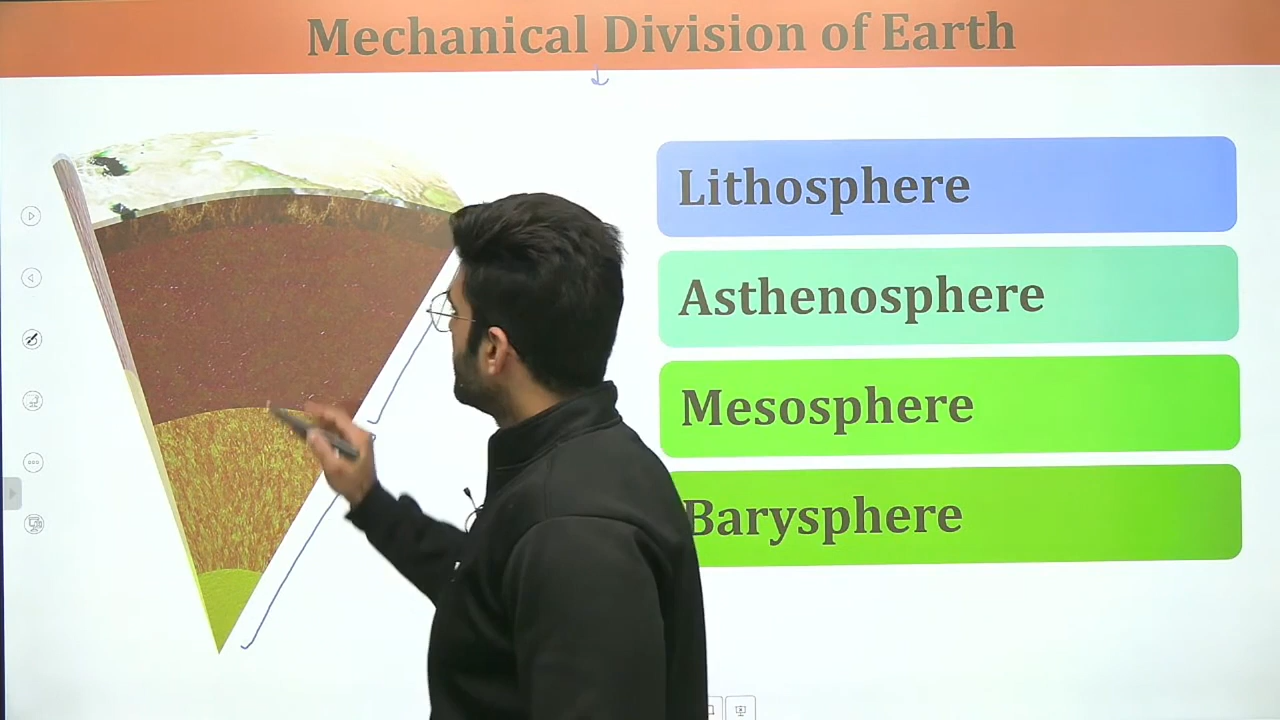 Mechanical Division of Earth
Lithosphere
Asthenosphere
Mesosphere
Barysphere